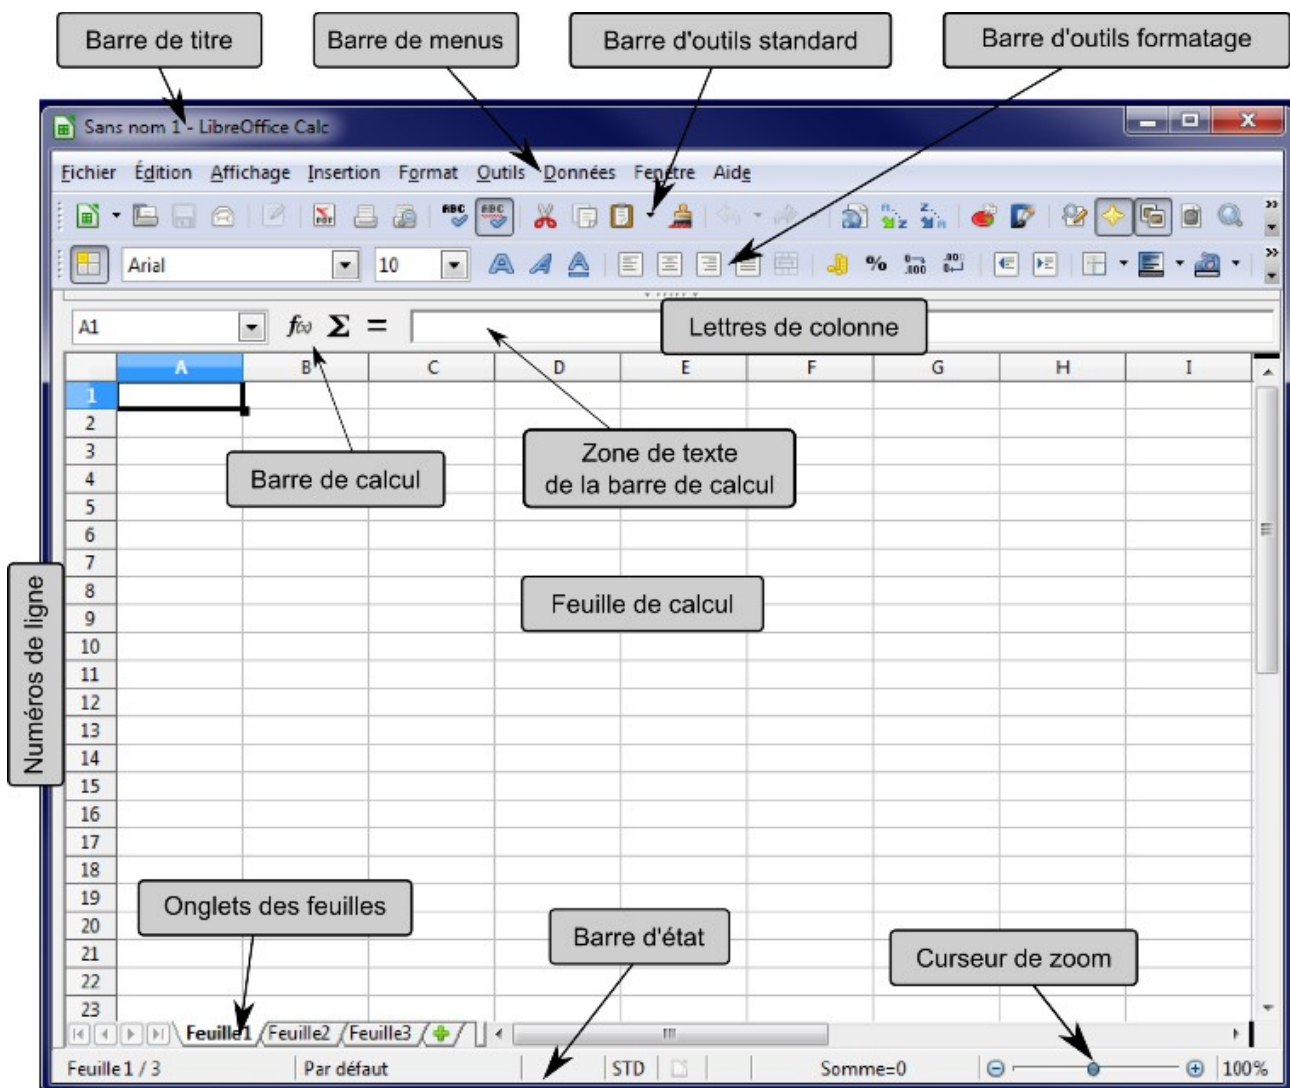 Barre de titre
Barre de menus
Barre d'outils standard
Barre d'outils formatage
Sans nom 1 - LibreOffice Calc
Fichier Édition Affichage Insertion Format Outils Données Fenêtre Aide
Arial 10
A1 f(x) Σ =
Lettres de colonne
A B C D E F G H I
1
2
3
4
5
6
7
8
9
10
11
12
13
14
15
16
17
18
19
20
21
22
23
Barre de calcul
Zone de texte
de la barre de calcul
Numéros de ligne
Feuille de calcul
Onglets des feuilles
Barre d'état
Curseur de zoom
Feuille1 Feuille2 Feuille3
Feuille 1 / 3 Par défaut STD Somme=0 100%